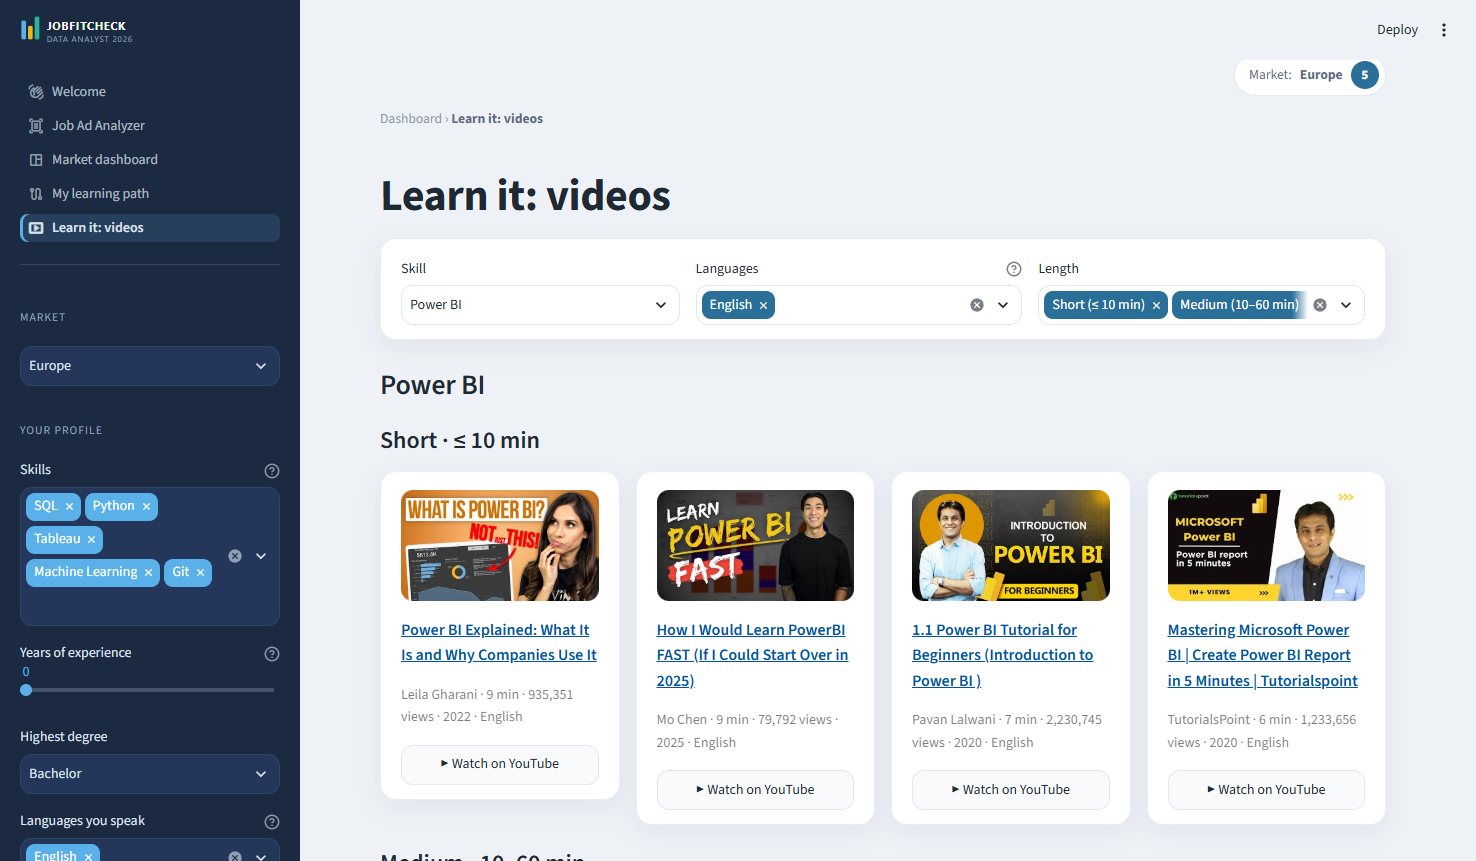 JOBFITCHECK
DATA ANALYST 2026
Welcome
Job Ad Analyzer
Market dashboard
My learning path
Learn it: videos
MARKET
Europe
YOUR PROFILE
Skills
SQL ×
Python ×
Tableau ×
Machine Learning ×
Git ×
Years of experience
0
Highest degree
Bachelor
Languages you speak
English ×
Deploy
Market: Europe 5
Dashboard › Learn it: videos
Learn it: videos
Skill
Power BI
Languages
English ×
Length
Short (≤ 10 min) ×
Medium (10–60 min)
Power BI
Short · ≤ 10 min
WHAT IS POWER BI?
NOT JUST THIS!
$813.8K
Power BI Explained: What It
Is and Why Companies Use It
Leila Gharani · 9 min · 935,351
views · 2022 · English
▸ Watch on YouTube
LEARN
POWER BI
FAST
How I Would Learn PowerBI
FAST (If I Could Start Over in
2025)
Mo Chen · 9 min · 79,792 views ·
2025 · English
▸ Watch on YouTube
INTRODUCTION
TO
POWER BI
FOR BEGINNERS
1.1 Power BI Tutorial for
Beginners (Introduction to
Power BI )
Pavan Lalwani · 7 min · 2,230,745
views · 2020 · English
▸ Watch on YouTube
tutorialspoint
MICROSOFT
Power BI
Power BI report
in 5 minutes
1M+ VIEWS >>>
Mastering Microsoft Power
BI | Create Power BI Report
in 5 Minutes | Tutorialspoint
TutorialsPoint · 6 min · 1,233,656
views · 2020 · English
▸ Watch on YouTube
Medium · 10–60 min